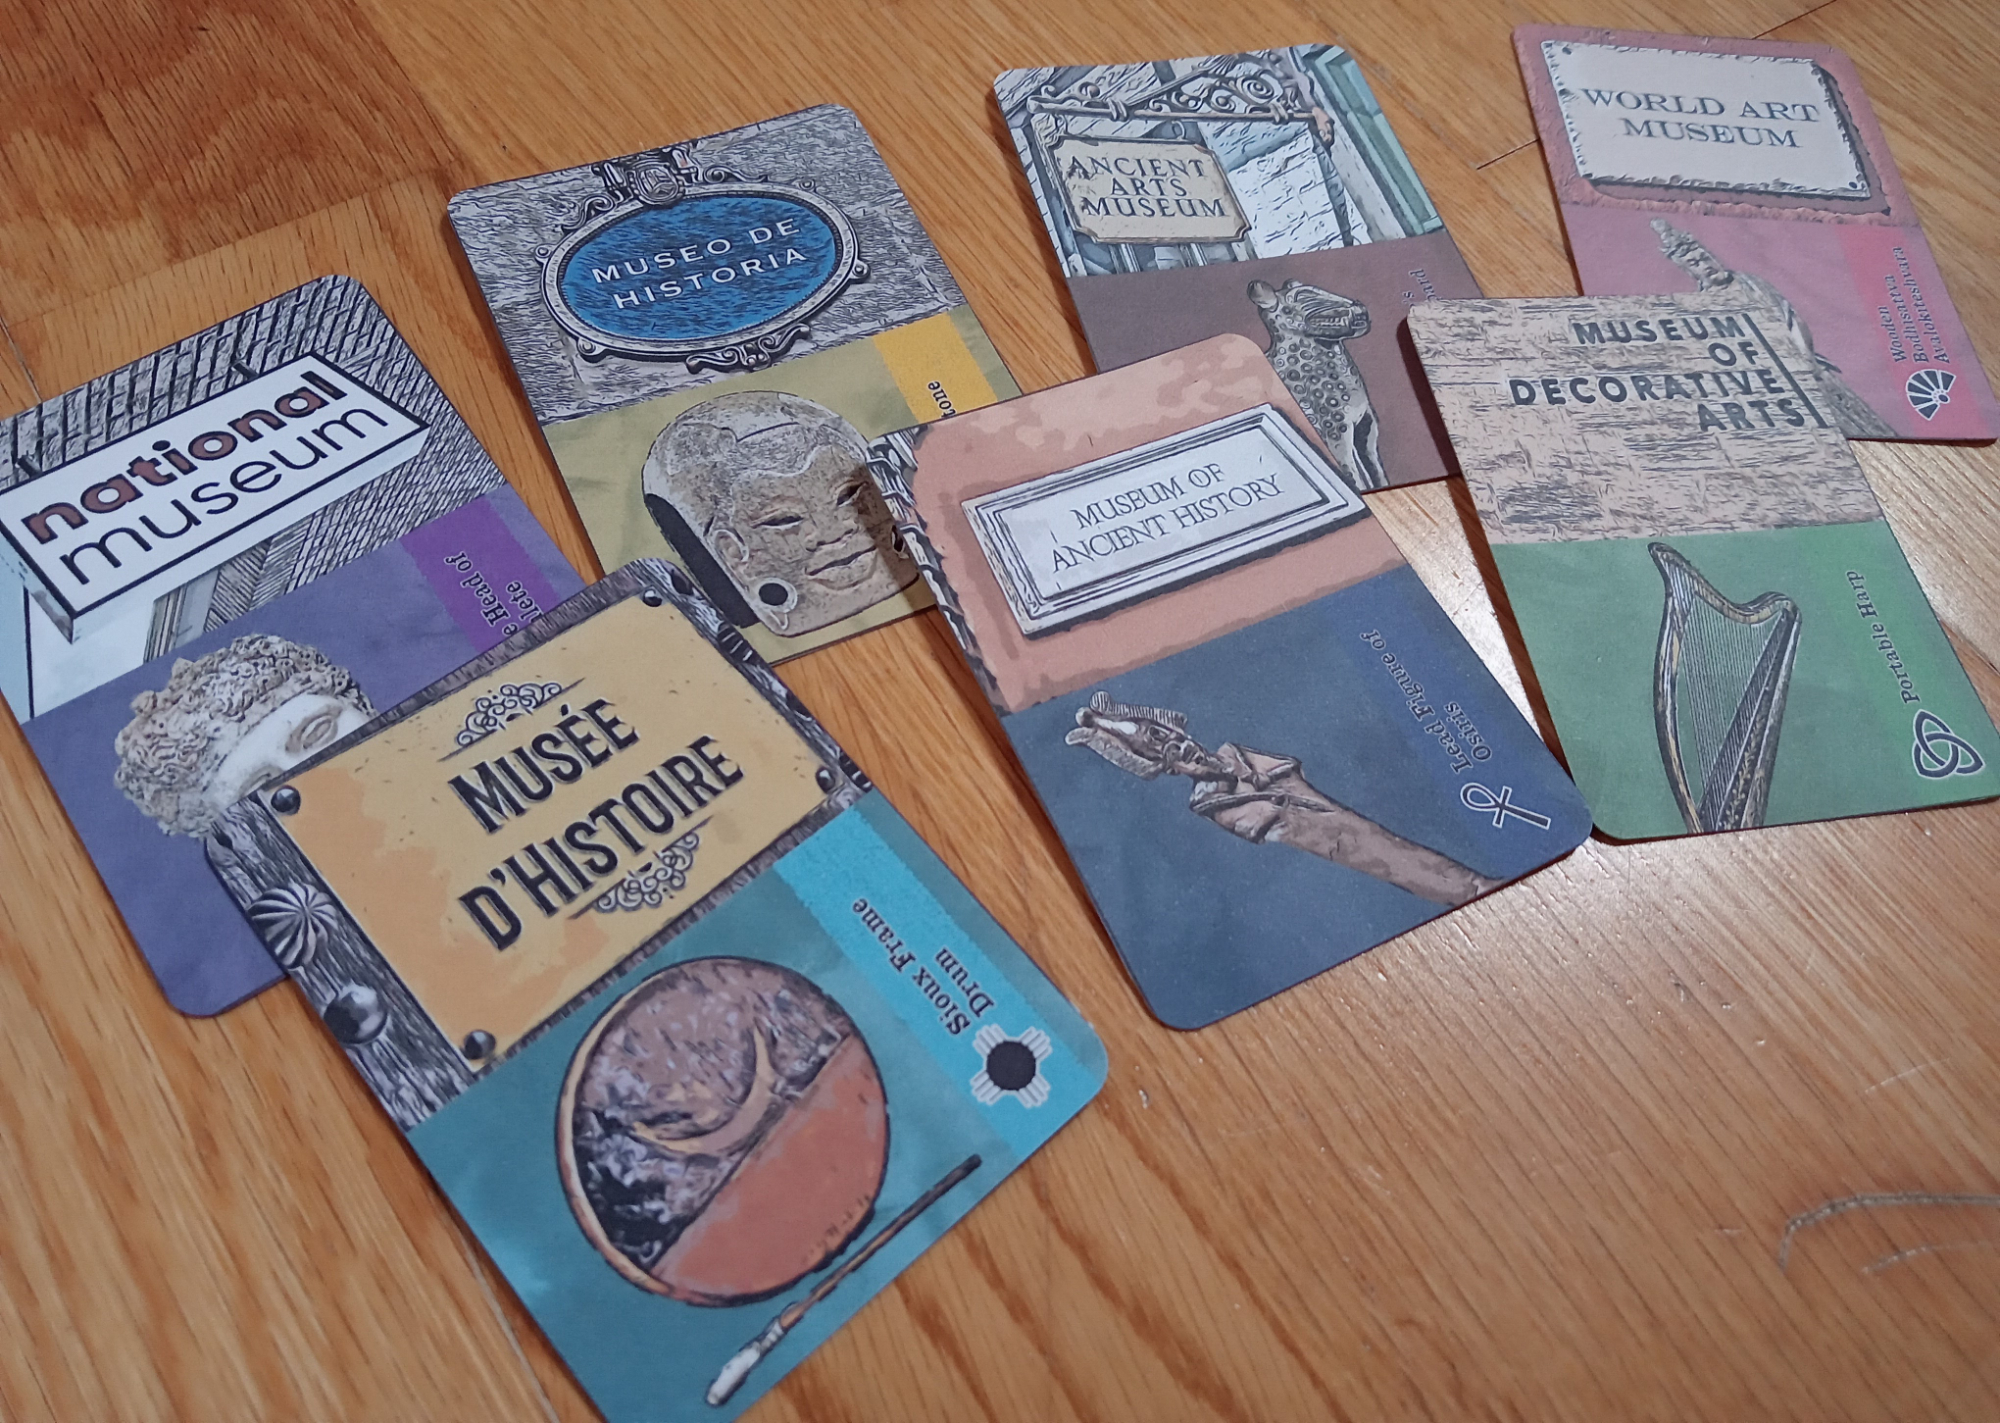 national
museum
Head of
MUSEO DE
HISTORIA
ANCIENT
ARTS
MUSEUM
WORLD ART
MUSEUM
Wooden
Bodhisattva
Avalokiteshvara
MUSÉE
D'HISTOIRE
Sioux Frame
Drum
MUSEUM OF
ANCIENT HISTORY
Lead Figure of
Osiris
MUSEUM
OF
DECORATIVE
ARTS
Portable Harp